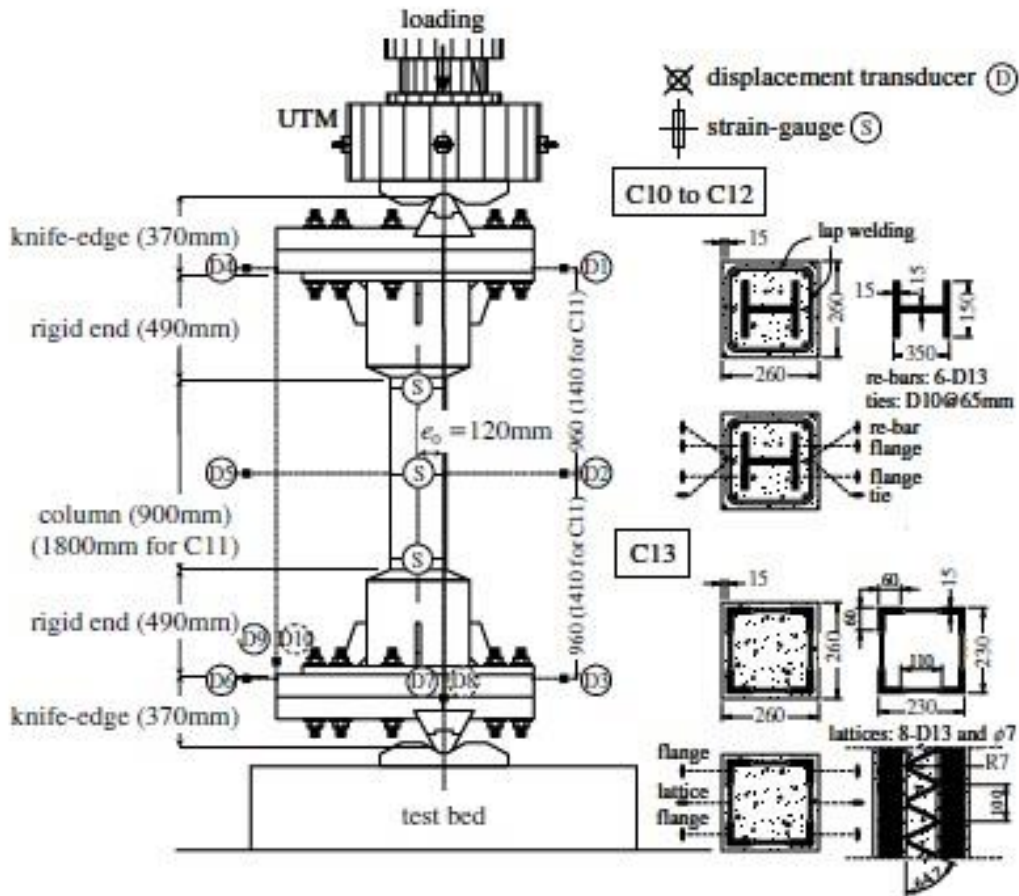 loading
UTM
displacement transducer D
strain-gauge S
knife-edge (370mm)
D4
D1
rigid end (490mm)
S
960 (1410 for C11)
e₀ =120mm
D5
S
D2
column (900mm)
(1800mm for C11)
S
960 (1410 for C11)
rigid end (490mm)
D9
D10
D6
D7
D8
D3
knife-edge (370mm)
test bed
C10 to C12
15
lap welding
260
260
15
15
150
350
re-bars: 6-D13
ties: D10@65mm
re-bar
flange
flange
tie
C13
15
260
260
60
60
15
110
230
230
lattices: 8-D13 and ϕ7
flange
lattice
flange
R7
100